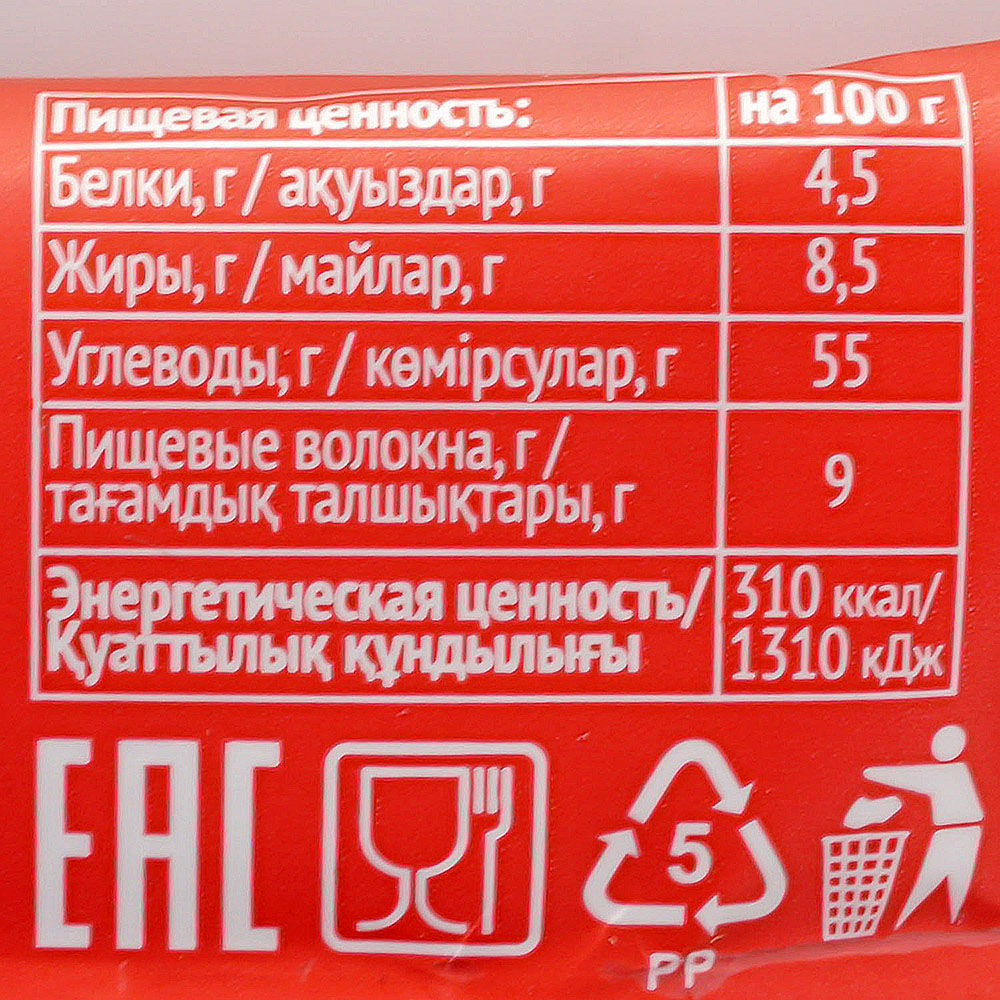 Пищевая ценность: на 100 г
Белки, г / ақуыздар, г 4,5
Жиры, г / майлар, г 8,5
Углеводы, г / көмірсулар, г 55
Пищевые волокна, г /
тағамдық талшықтары, г 9
Энергетическая ценность/ 310 ккал/
Қуаттылық құндылығы 1310 кДж
ЕАС
5
PP